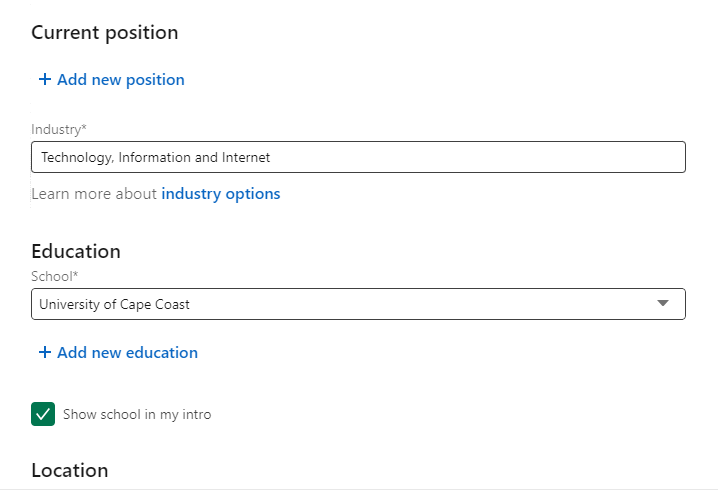 Current position
+ Add new position
Industry*
Technology, Information and Internet
Learn more about industry options
Education
School*
University of Cape Coast
+ Add new education
Show school in my intro
Location